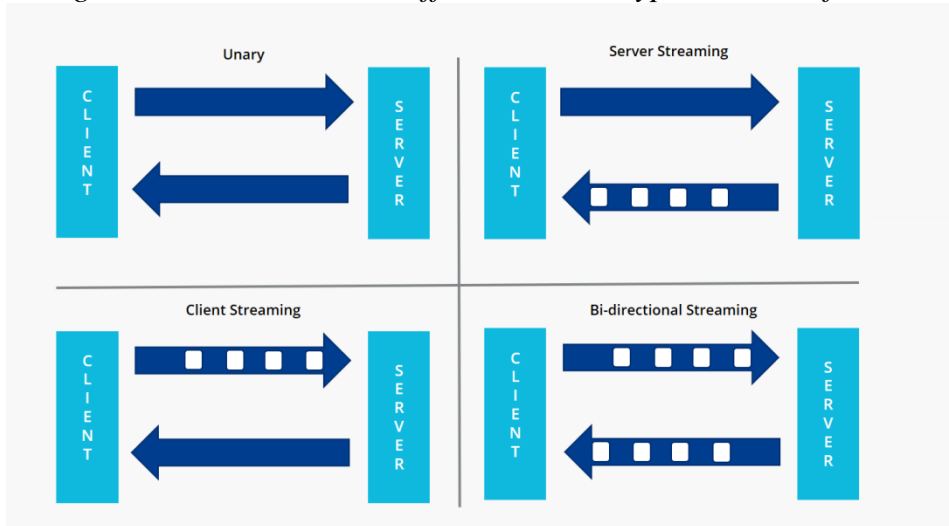 Unary
CLIENT
SERVER
Server Streaming
CLIENT
SERVER
Client Streaming
CLIENT
SERVER
Bi-directional Streaming
CLIENT
SERVER